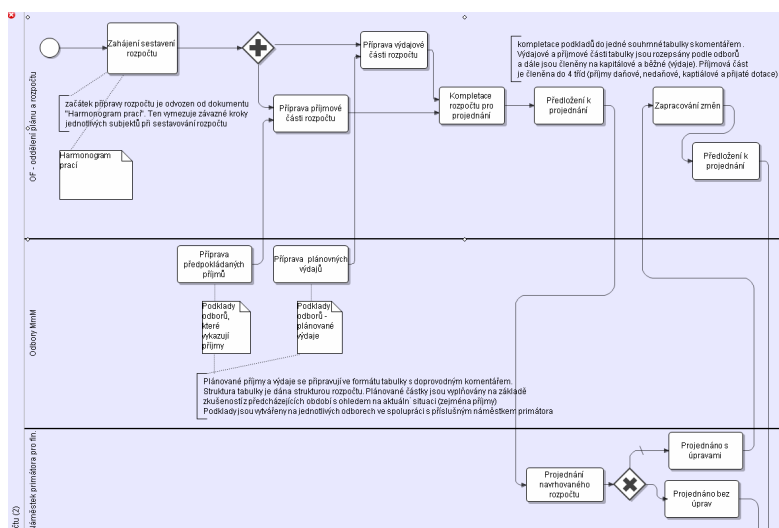 Zahájení sestavení
rozpočtu
Příprava výdajové
části rozpočtu
Příprava příjmové
části rozpočtu
Kompletace
rozpočtu pro
projednání
Předložení k
projednání
kompletace podkladů do jedné souhrnné tabulky s komentářem .
Výdajové a příjmové části tabulky jsou rozepsány podle odborů
a dále jsou členěny na kapitálové a běžné (výdaje). Příjmová část
je členěna do 4 tříd (příjmy daňové, nedaňové, kaptiálové a přijaté dotace)
Zapracování změn
Předložení k
projednání
začátek přípravy rozpočtu je odvozen od dokumentu
"Harmonogram prací". Ten vymezuje závazné kroky
jednotlivých subjektů při sestavování rozpočtu
Harmonogram
prací
OF - oddělení plánu a rozpočtu
Příprava
předpokládaných
příjmů
Příprava plánovných
výdajů
Podklady
odborů,
které
vykazují
příjmy
Podklady
odborů -
plánované
výdaje
Odbory MmM
Plánované příjmy a výdaje se připravují ve formátu tabulky s doprovodným komentářem.
Struktura tabulky je dána strukturou rozpočtu. Plánované částky jsou vyplňovány na základě
zkušeností z předcházejících období s ohledem na aktuáln´ situaci (zejména příjmy)
Podklady jsou vytvářeny na jednotlivých odborech ve spolupráci s příslušným náměstkem primátora
Projednání
navrhovaného
rozpočtu
Projednáno s
úpravami
Projednáno bez
úprav
Náměstek primátora pro fin.
čtu (2)